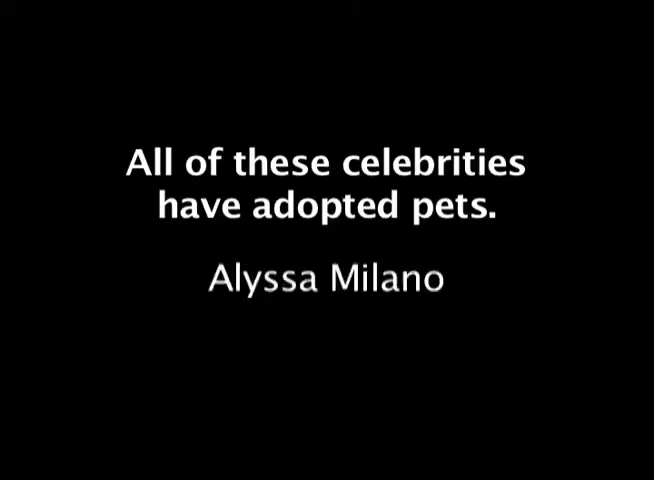 All of these celebrities
have adopted pets.
Alyssa Milano